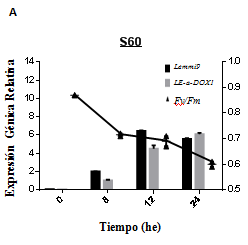 A
S60
Expresión Génica Relativa
14
12
10
8
6
4
2
0
Lemmi9
LE-α-DOX1
Fv/Fm
1.0
0.9
0.8
0.7
0.6
0.5
0 8 12 24
Tiempo (he)